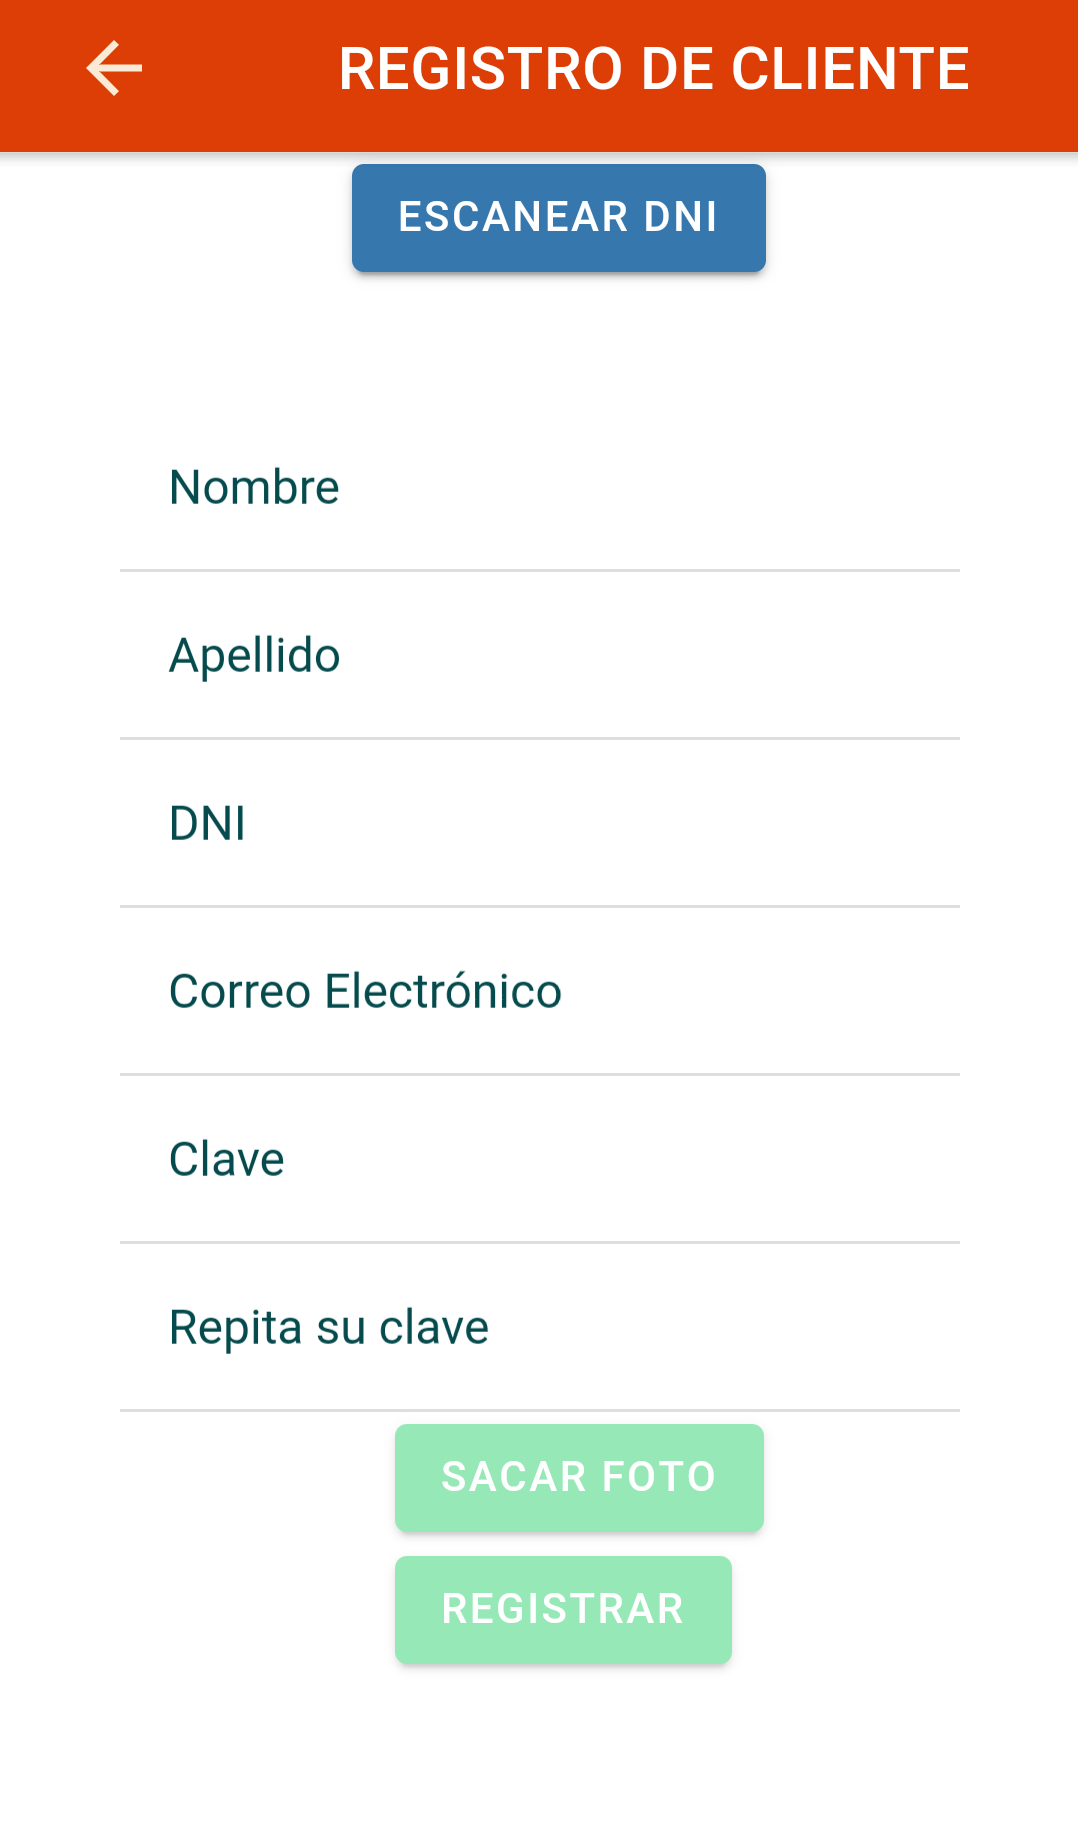 REGISTRO DE CLIENTE
ESCANEAR DNI
Nombre
Apellido
DNI
Correo Electrónico
Clave
Repita su clave
SACAR FOTO
REGISTRAR